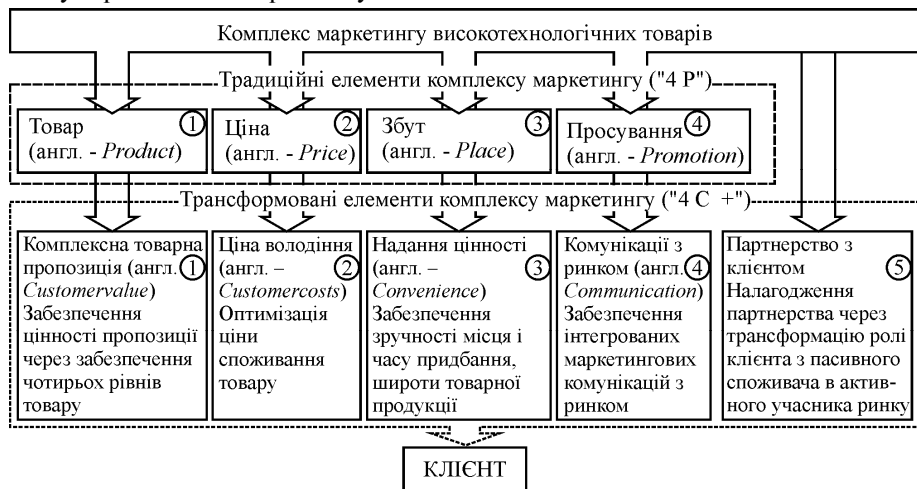 Комплекс маркетингу високотехнологічних товарів
Традиційні елементи комплексу маркетингу ("4 P")
Товар
(англ. - Product)
1
Ціна
(англ. - Price)
2
Збут
(англ. - Place)
3
Просування
(англ. - Promotion)
4
Трансформовані елементи комплексу маркетингу ("4 C +")
Комплексна товарна
пропозиція (англ.
Customervalue)
Забезпечення
цінності пропозиції
через забезпечення
чотирьох рівнів
товару
1
Ціна володіння
(англ. –
Customercosts)
Оптимізація
ціни
споживання
товару
2
Надання цінності
(англ. –
Convenience)
Забезпечення
зручності місця і
часу придбання,
широти товарної
продукції
3
Комунікації з
ринком (англ.
Communication)
Забезпечення
інтегрованих
маркетингових
комунікацій з
ринком
4
Партнерство з
клієнтом
Налагодження
партнерства через
трансформацію ролі
клієнта з пасивного
споживача в актив-
ного учасника ринку
5
КЛІЄНТ